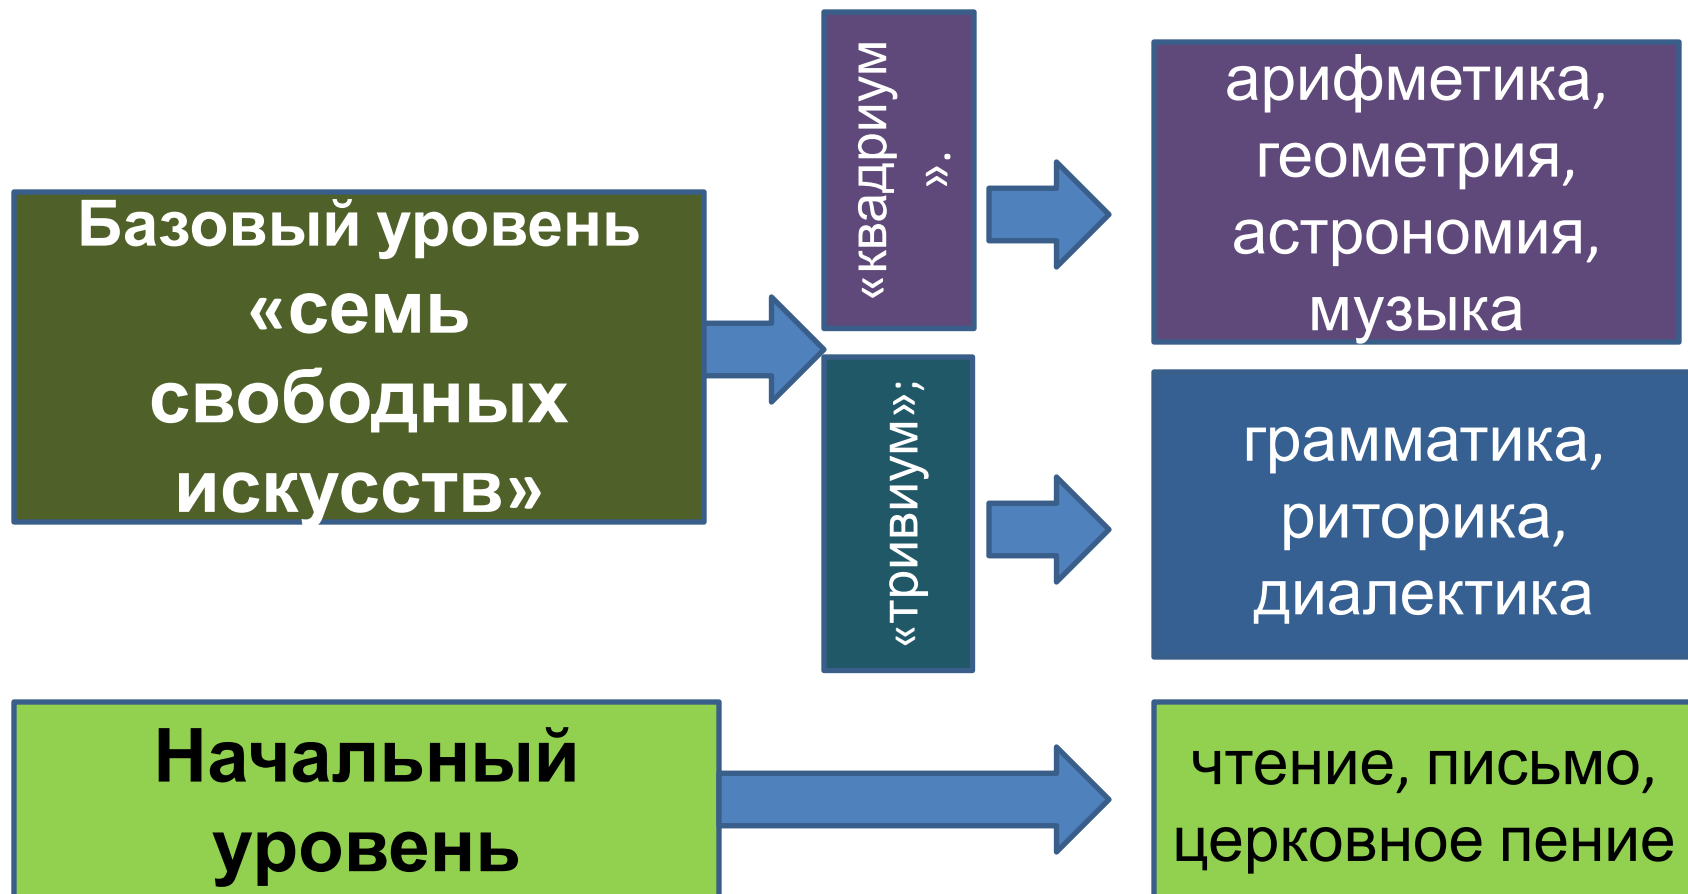 Базовый уровень
«семь
свободных
искусств»
«квадриум
».
арифметика,
геометрия,
астрономия,
музыка
«тривиум»;
грамматика,
риторика,
диалектика
Начальный
уровень
чтение, письмо,
церковное пение